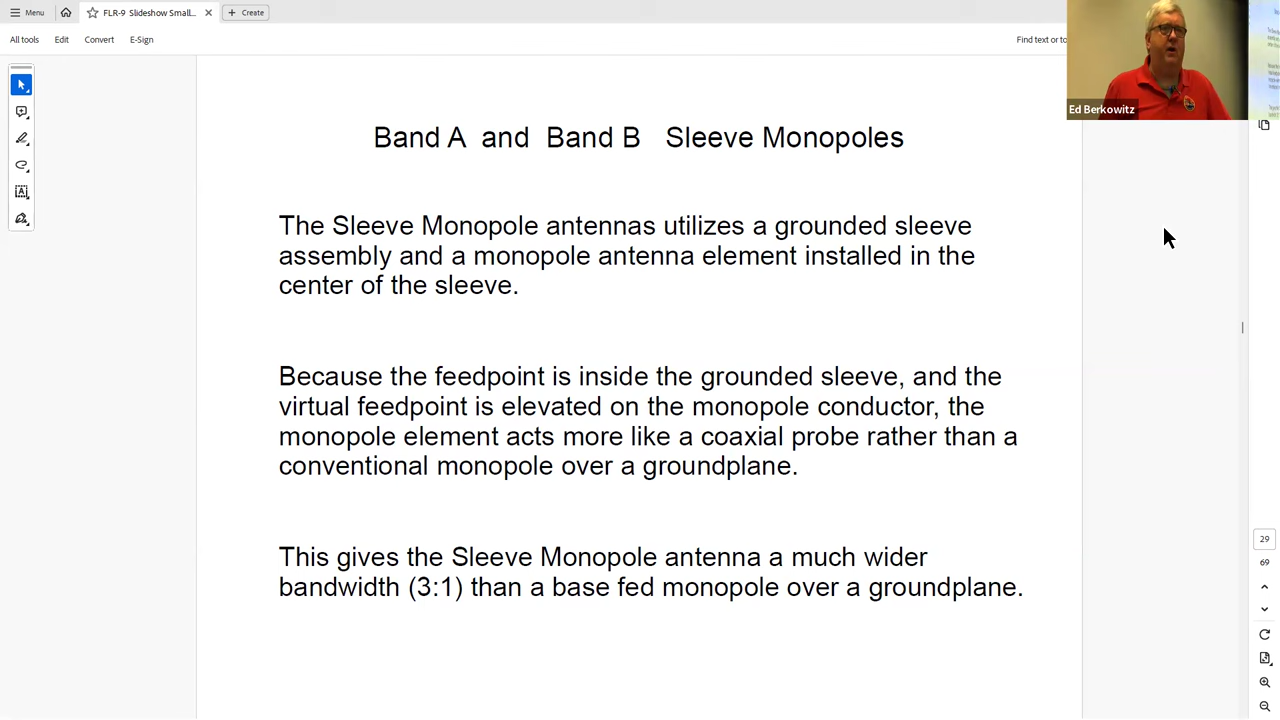 Menu
FLR-9 Slideshow Small...
Create
All tools
Edit
Convert
E-Sign
Find text or to
Ed Berkowitz
Band A and Band B Sleeve Monopoles
The Sleeve Monopole antennas utilizes a grounded sleeve
assembly and a monopole antenna element installed in the
center of the sleeve.
Because the feedpoint is inside the grounded sleeve, and the
virtual feedpoint is elevated on the monopole conductor, the
monopole element acts more like a coaxial probe rather than a
conventional monopole over a groundplane.
This gives the Sleeve Monopole antenna a much wider
bandwidth (3:1) than a base fed monopole over a groundplane.
29
69